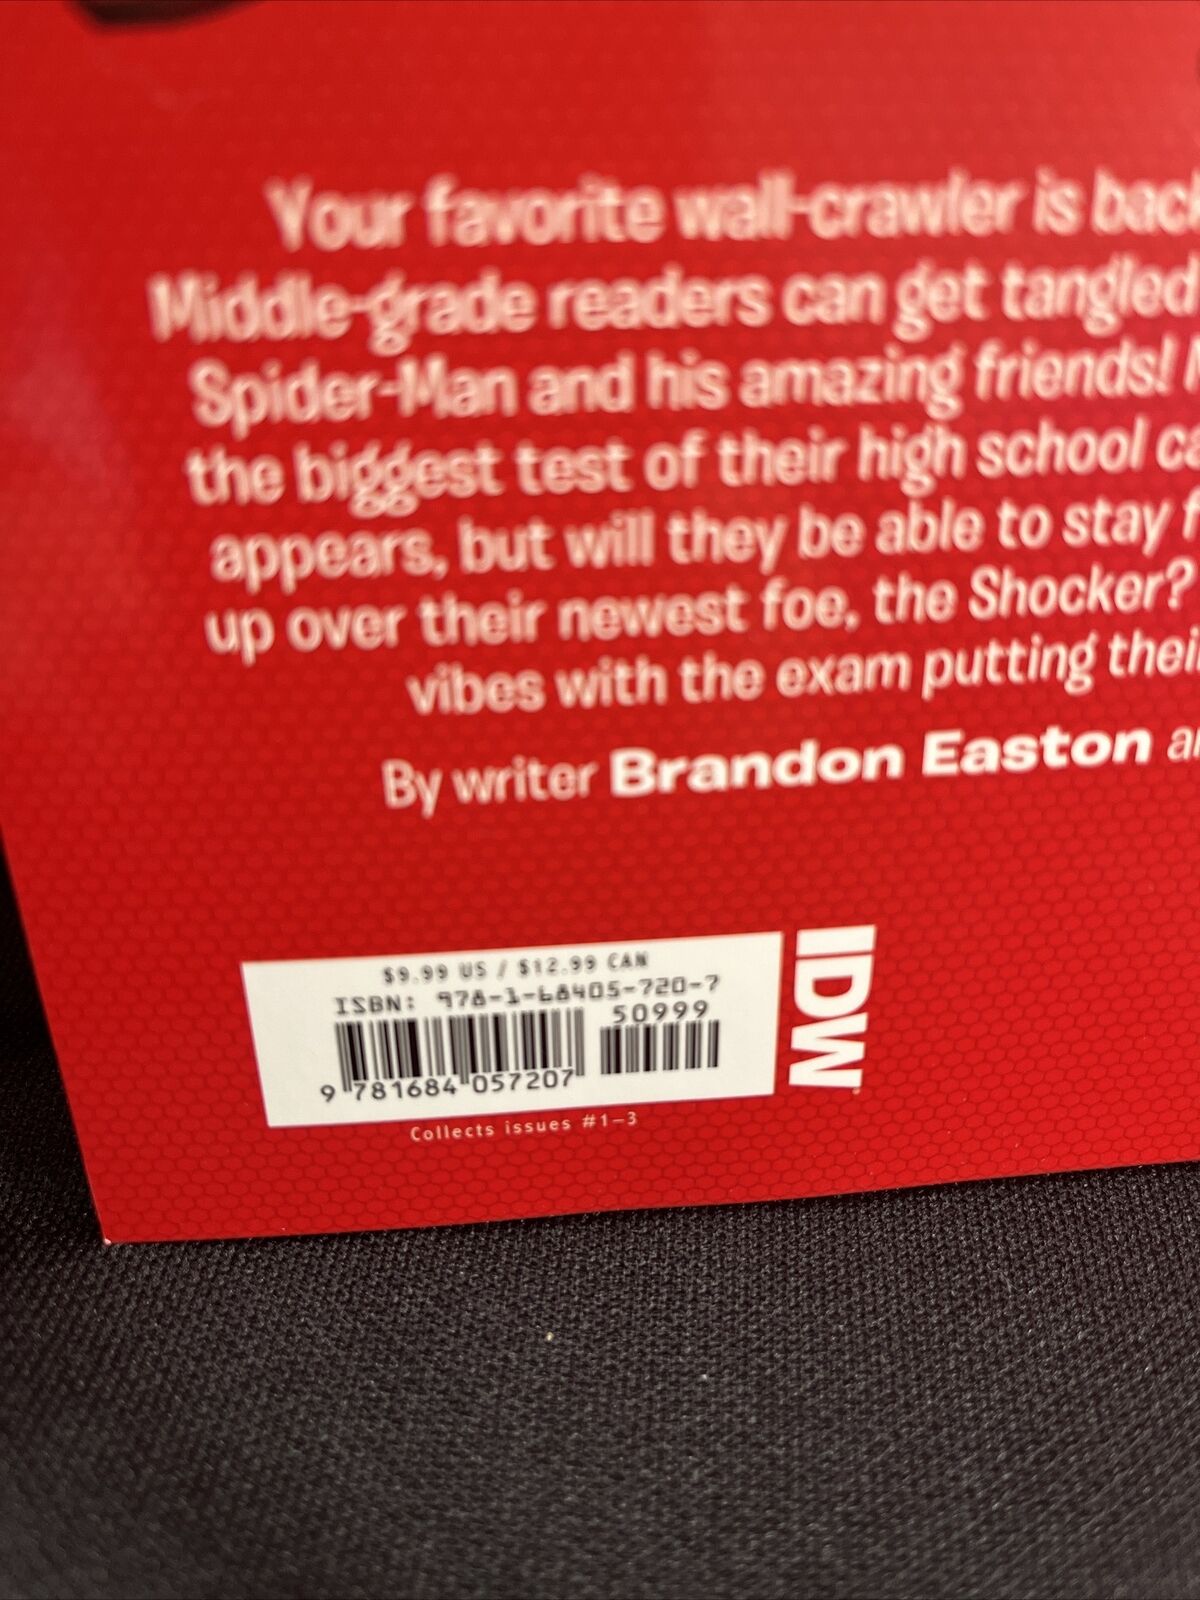 Your favorite wall-crawler is back
Middle-grade readers can get tangled
Spider-Man and his amazing friends!
the biggest test of their high school
appears, but will they be able to stay
up over their newest foe, the Shocker?
vibes with the exam putting their
By writer Brandon Easton
IDW
$9.99 US / $12.99 CAN
ISBN: 978-1-68405-720-7
50999
9 781684 057207
Collects issues #1-3